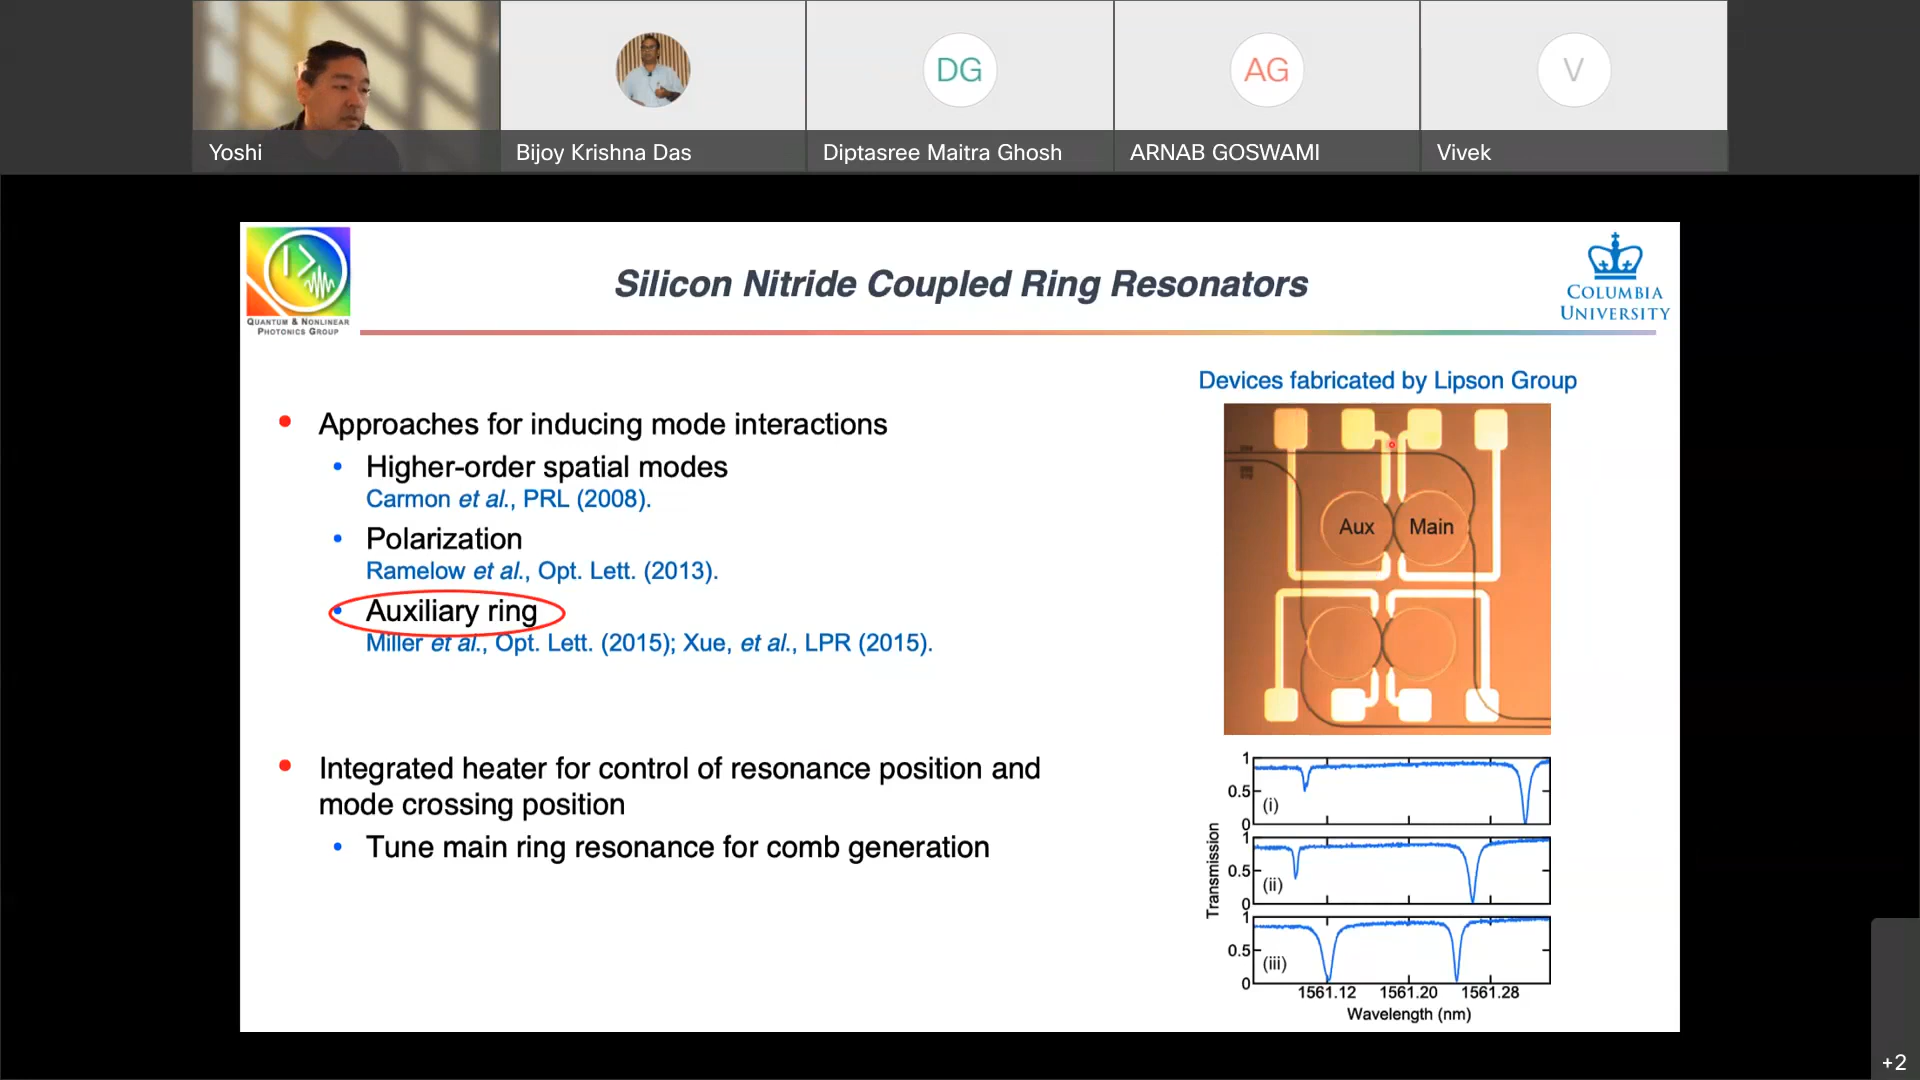 DG
AG
V
Yoshi
Bijoy Krishna Das
Diptasree Maitra Ghosh
ARNAB GOSWAMI
Vivek
QUANTUM & NONLINEAR
PHOTONICS GROUP
Silicon Nitride Coupled Ring Resonators
COLUMBIA
UNIVERSITY
• Approaches for inducing mode interactions
• Higher-order spatial modes
Carmon et al., PRL (2008).
• Polarization
Ramelow et al., Opt. Lett. (2013).
• Auxiliary ring
Miller et al., Opt. Lett. (2015); Xue, et al., LPR (2015).
• Integrated heater for control of resonance position and
mode crossing position
• Tune main ring resonance for comb generation
Devices fabricated by Lipson Group
Aux
Main
Transmission
1
0.5
0
(i)
1
0.5
0
(ii)
1
0.5
0
(iii)
1561.12 1561.20 1561.28
Wavelength (nm)
+2